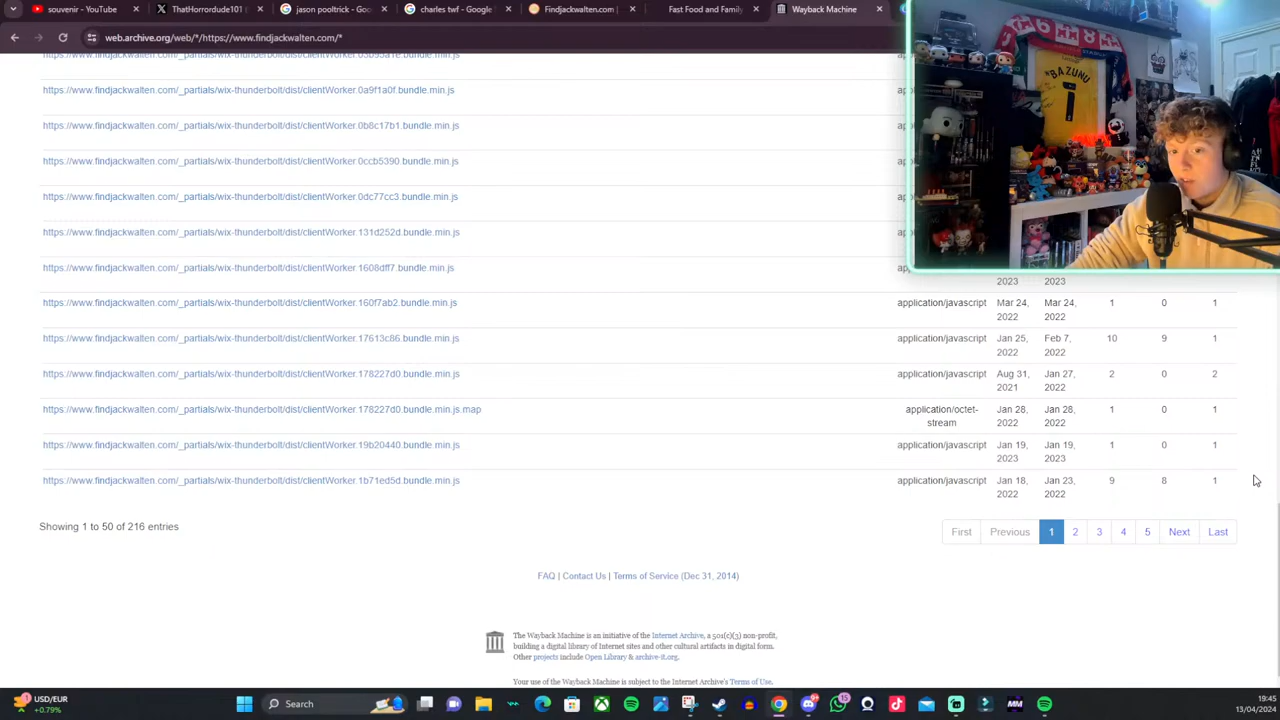 souvenir - YouTube
ThatHorrordude101
jason pooltrick - Goo
charles swf - Google
Findjackwalten.com
Fast Food and Family
Wayback Machine
web.archive.org/web/*/https://www.findjackwalten.com/*
https://www.findjackwalten.com/_partials/wix-thunderbolt/dist/clientWorker.0a9f1a0f.bundle.min.js
https://www.findjackwalten.com/_partials/wix-thunderbolt/dist/clientWorker.0b8c17b1.bundle.min.js
https://www.findjackwalten.com/_partials/wix-thunderbolt/dist/clientWorker.0ccb5390.bundle.min.js
https://www.findjackwalten.com/_partials/wix-thunderbolt/dist/clientWorker.0dc77cc3.bundle.min.js
https://www.findjackwalten.com/_partials/wix-thunderbolt/dist/clientWorker.131d252d.bundle.min.js
https://www.findjackwalten.com/_partials/wix-thunderbolt/dist/clientWorker.1608dff7.bundle.min.js
2023 2023
https://www.findjackwalten.com/_partials/wix-thunderbolt/dist/clientWorker.160f7ab2.bundle.min.js application/javascript Mar 24, Mar 24, 1 0 1
2022 2022
https://www.findjackwalten.com/_partials/wix-thunderbolt/dist/clientWorker.17613c86.bundle.min.js application/javascript Jan 25, Feb 7, 10 9 1
2022 2022
https://www.findjackwalten.com/_partials/wix-thunderbolt/dist/clientWorker.178227d0.bundle.min.js application/javascript Aug 31, Jan 27, 2 0 2
2021 2022
https://www.findjackwalten.com/_partials/wix-thunderbolt/dist/clientWorker.178227d0.bundle.min.js.map application/octet- Jan 28, Jan 28, 1 0 1
stream 2022 2022
https://www.findjackwalten.com/_partials/wix-thunderbolt/dist/clientWorker.19b20440.bundle.min.js application/javascript Jan 19, Jan 19, 1 0 1
2023 2023
https://www.findjackwalten.com/_partials/wix-thunderbolt/dist/clientWorker.1b71ed5d.bundle.min.js application/javascript Jan 18, Jan 23, 9 8 1
2022 2022
Showing 1 to 50 of 216 entries
First Previous 1 2 3 4 5 Next Last
FAQ | Contact Us | Terms of Service (Dec 31, 2014)
The Wayback Machine is an initiative of the Internet Archive, a 501(c)(3) non-profit,
building a digital library of Internet sites and other cultural artifacts in digital form.
Other projects include Open Library & archive-it.org.
Your use of the Wayback Machine is subject to the Internet Archive's Terms of Use.
BAZUNU
1
USD/EUR
+0.79%
Search
15
MM
19:45
13/04/2024